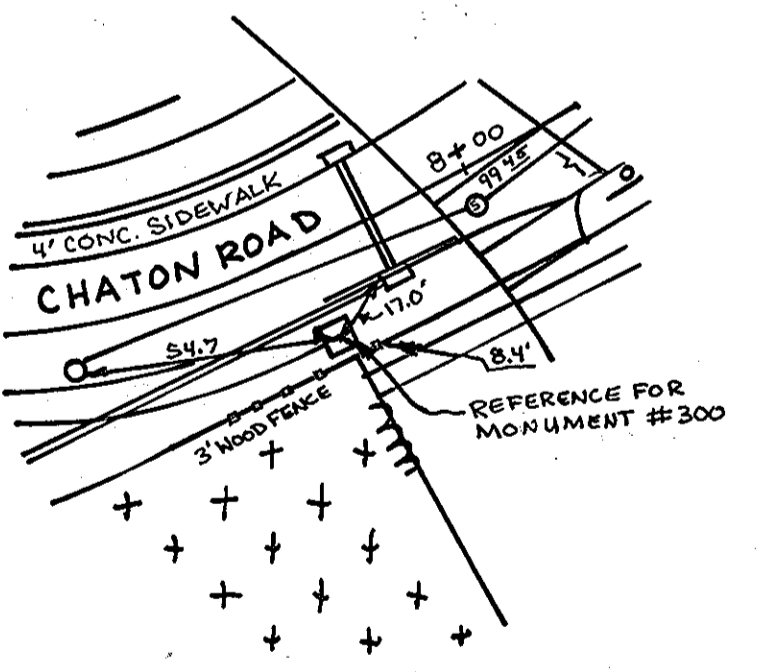 8+00
99.45
S
4' CONC. SIDEWALK
CHATON ROAD
17.0'
54.7
8.4'
3' WOOD FENCE
REFERENCE FOR
MONUMENT #300